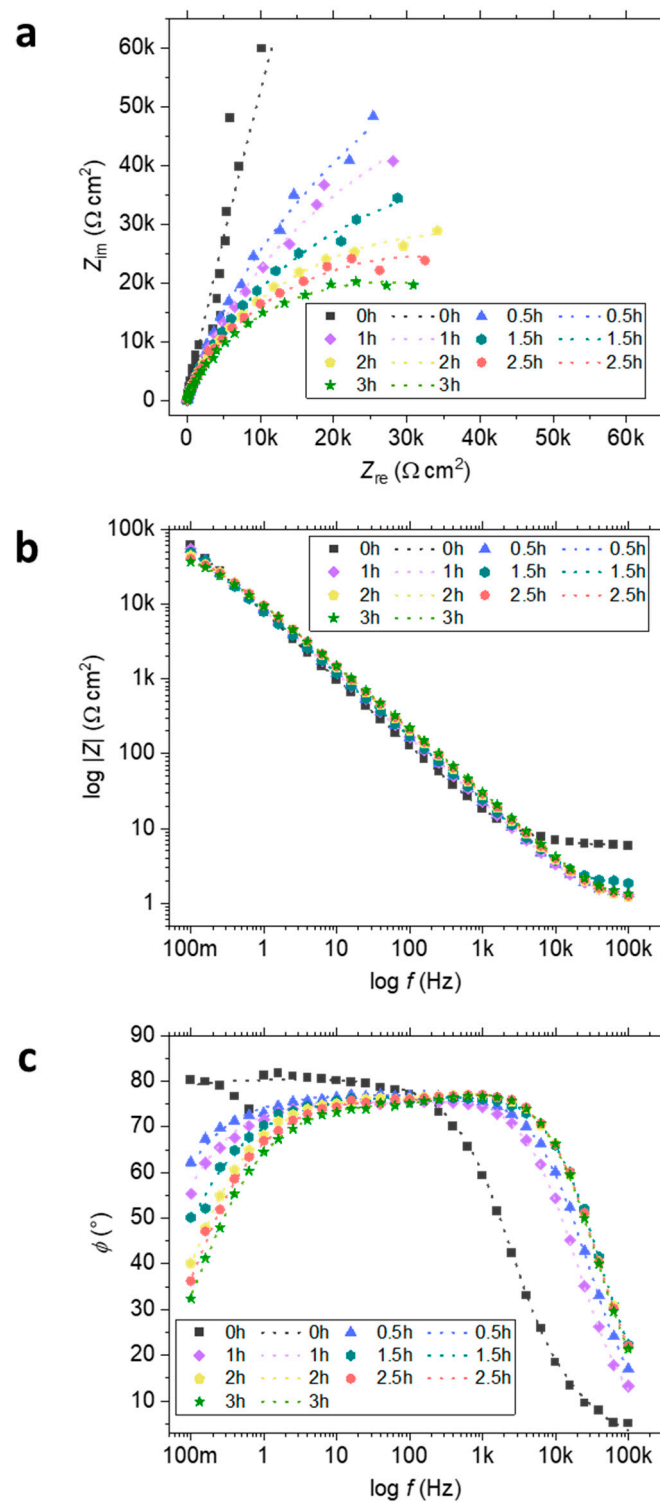 a
60k
50k
40k
30k
20k
10k
0
Z_im (Ω cm²)
0h 0h 0.5h 0.5h
1h 1h 1.5h 1.5h
2h 2h 2.5h 2.5h
3h 3h
0 10k 20k 30k 40k 50k 60k
Z_re (Ω cm²)
b
100k
10k
1k
100
10
1
log |Z| (Ω cm²)
0h 0h 0.5h 0.5h
1h 1h 1.5h 1.5h
2h 2h 2.5h 2.5h
3h 3h
100m 1 10 100 1k 10k 100k
log f (Hz)
c
90
80
70
60
50
40
30
20
10
ϕ (°)
0h 0h 0.5h 0.5h
1h 1h 1.5h 1.5h
2h 2h 2.5h 2.5h
3h 3h
100m 1 10 100 1k 10k 100k
log f (Hz)